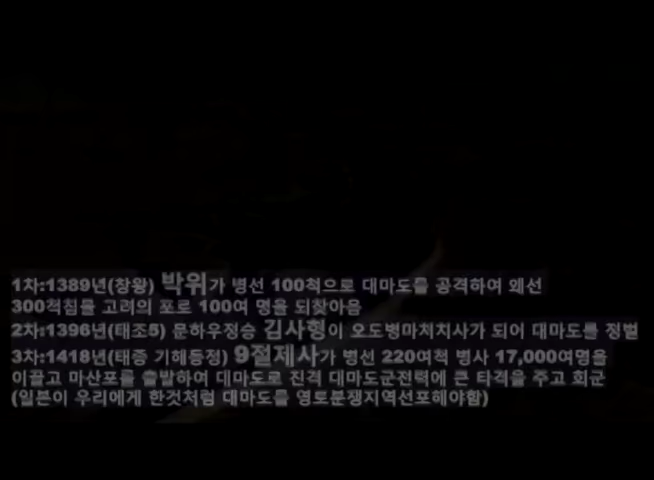 1차:1389년(창왕) 박위가 병선 100척으로 대마도를 공격하여 왜선
300척침몰 고려의 포로 100여 명을 되찾아옴
2차:1396년(태조5) 문하우정승 김사형이 오도병마처치사가 되어 대마도를 정벌
3차:1418년(태종 기해동정) 9절제사가 병선 220여척 병사 17,000여명을
이끌고 마산포를 출발하여 대마도로 진격 대마도군전력에 큰 타격을 주고 회군
(일본이 우리에게 한것처럼 대마도를 영토분쟁지역선포해야함)